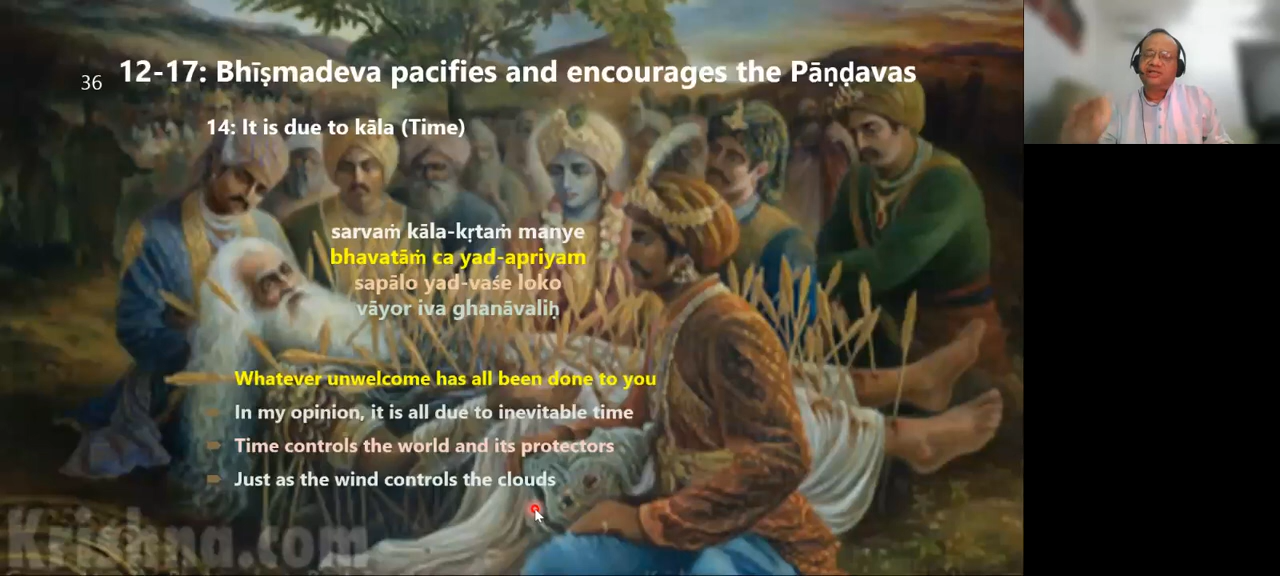 36
12-17: Bhīṣmadeva pacifies and encourages the Pāṇḍavas
14: It is due to kāla (Time)
sarvaṁ kāla-kṛtaṁ manye
bhavatāṁ ca yad-apriyam
sapālo yad-vaśe loko
vāyor iva ghanāvaliḥ
Whatever unwelcome has all been done to you
In my opinion, it is all due to inevitable time
Time controls the world and its protectors
Just as the wind controls the clouds
Krishna.com